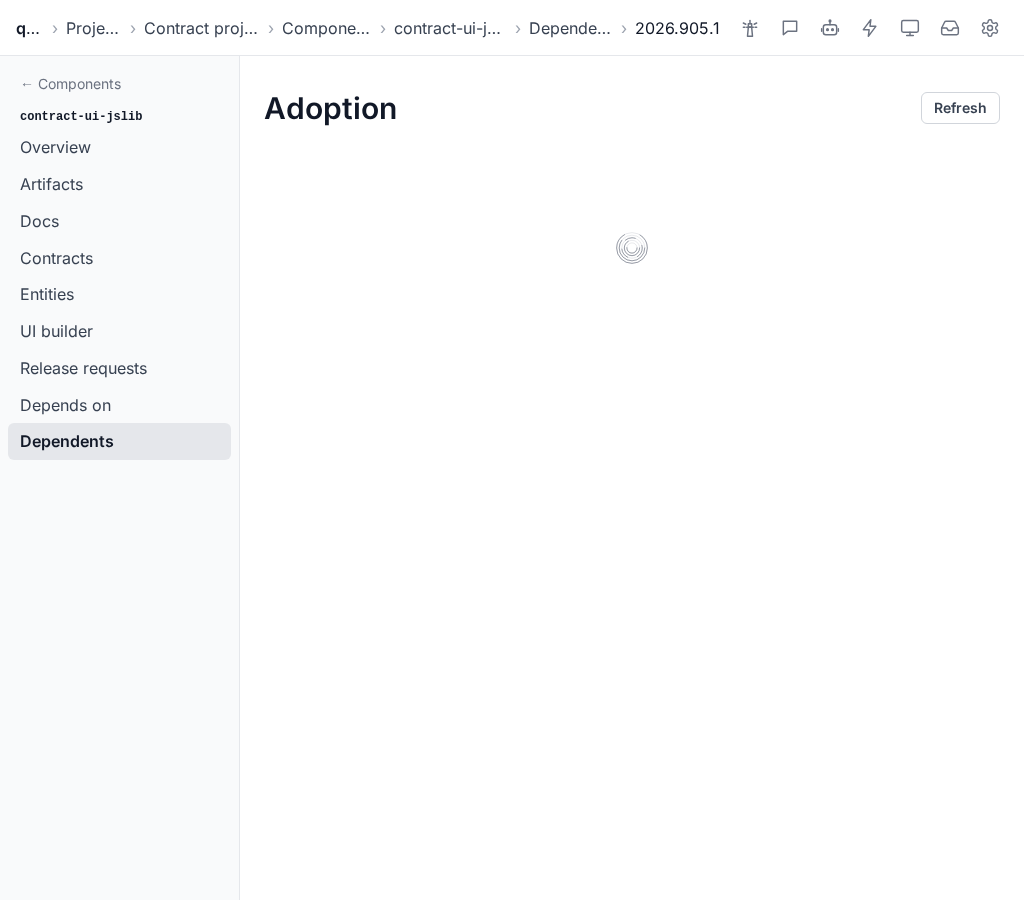 q… › Proje… › Contract proj… › Compone… › contract-ui-j… › Depende… › 2026.905.1
← Components
contract-ui-jslib
Overview
Artifacts
Docs
Contracts
Entities
UI builder
Release requests
Depends on
Dependents
Adoption
Refresh